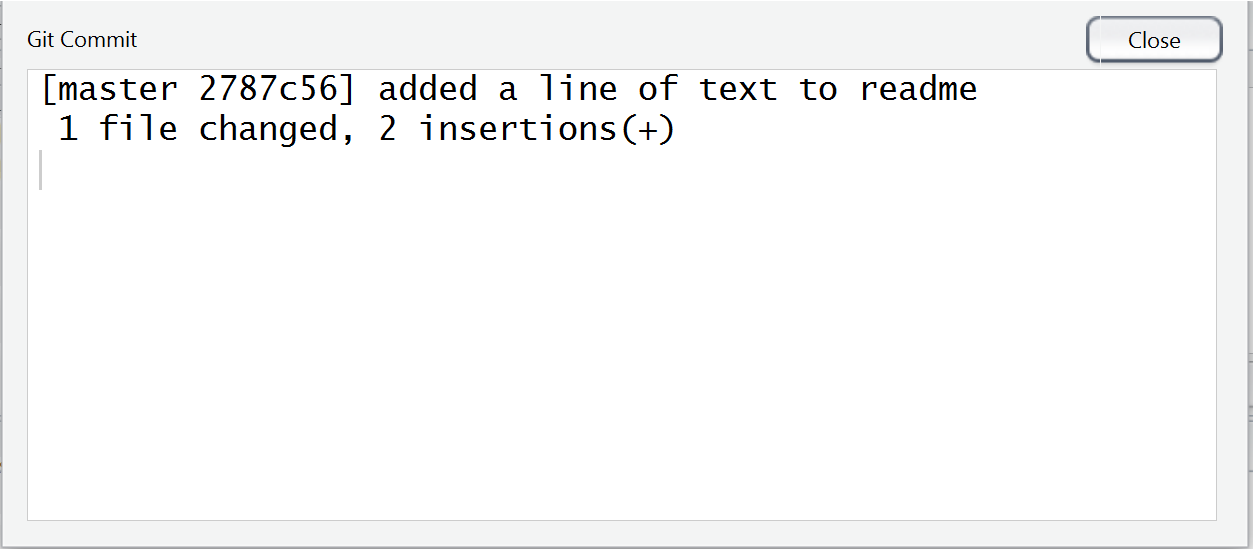 Git Commit
Close
[master 2787c56] added a line of text to readme
 1 file changed, 2 insertions(+)